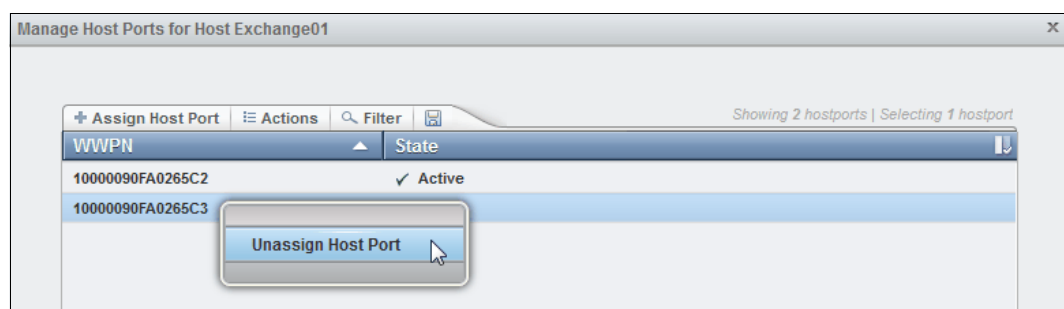 Manage Host Ports for Host Exchange01 x
Assign Host Port Actions Filter Showing 2 hostports | Selecting 1 hostport
WWPN State
10000090FA0265C2 ✓ Active
10000090FA0265C3
Unassign Host Port